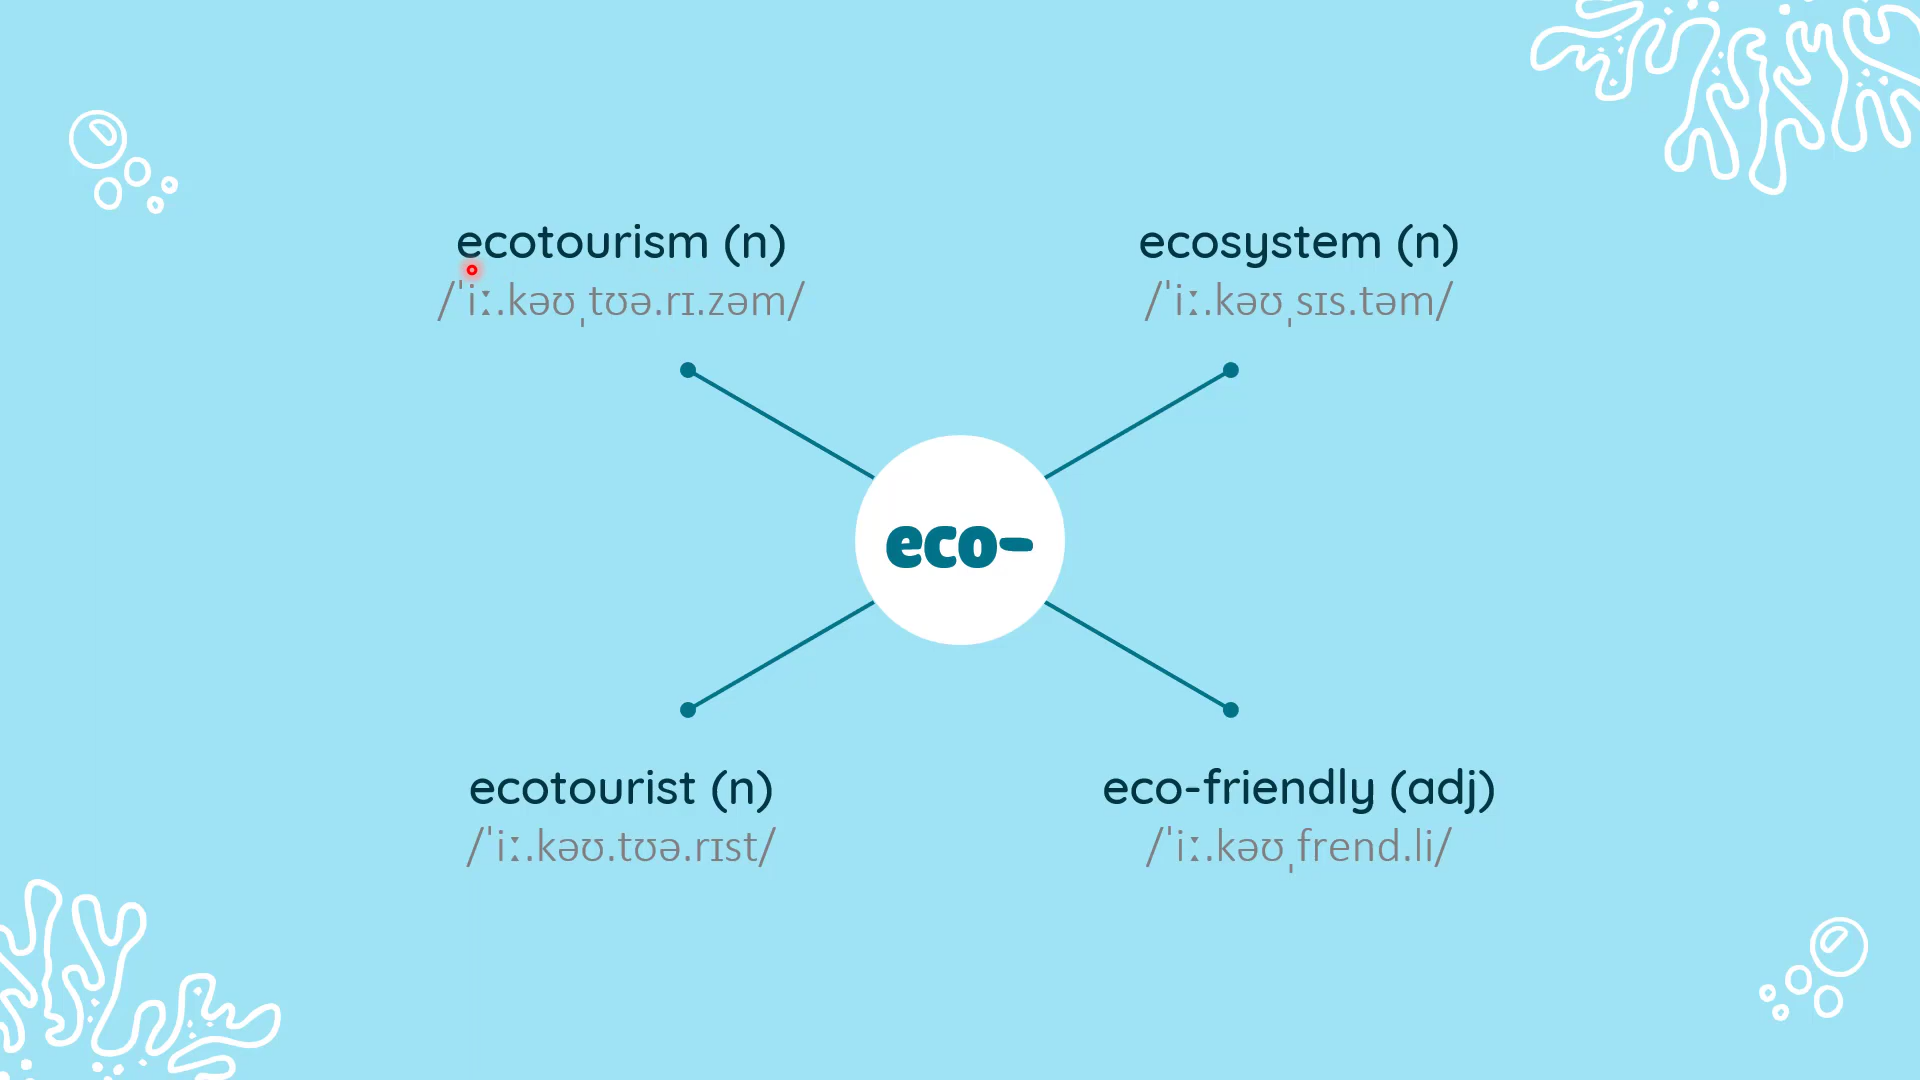 ecotourism (n)
/ˈiː.kəʊˌtʊə.rɪ.zəm/
ecosystem (n)
/ˈiː.kəʊˌsɪs.təm/
eco-
ecotourist (n)
/ˈiː.kəʊ.tʊə.rɪst/
eco-friendly (adj)
/ˈiː.kəʊˌfrend.li/